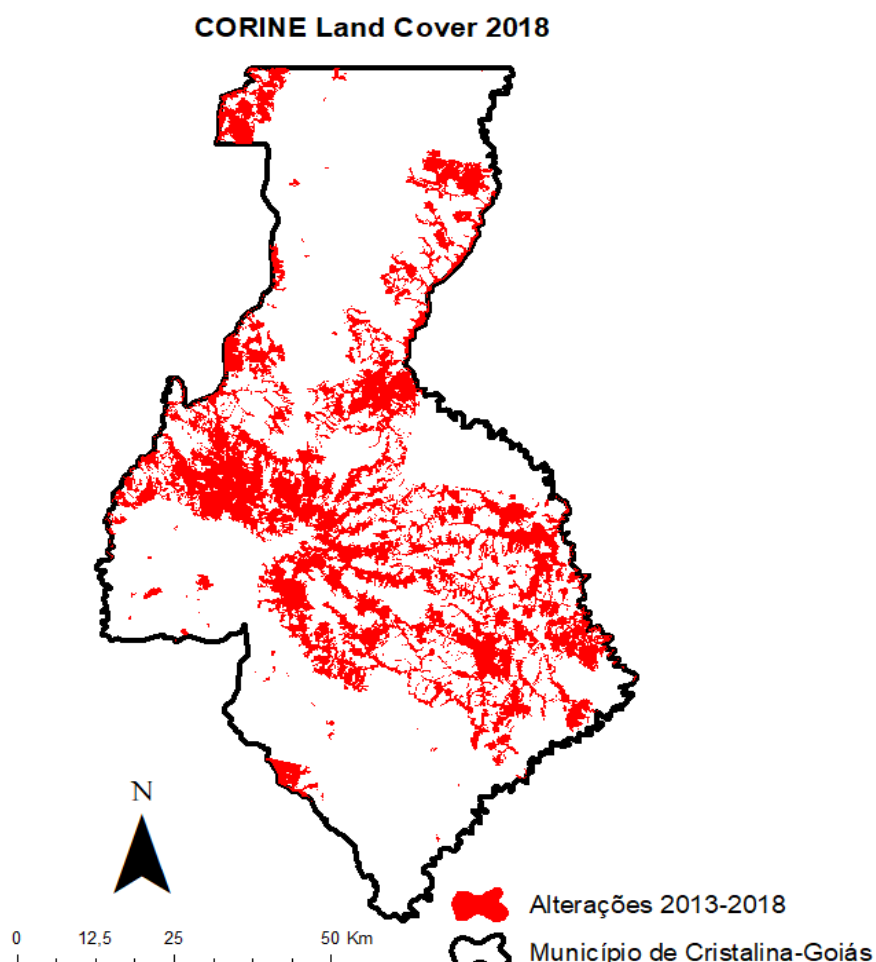 CORINE Land Cover 2018
N
Alterações 2013-2018
0 12,5 25 50 Km
Município de Cristalina-Goiás